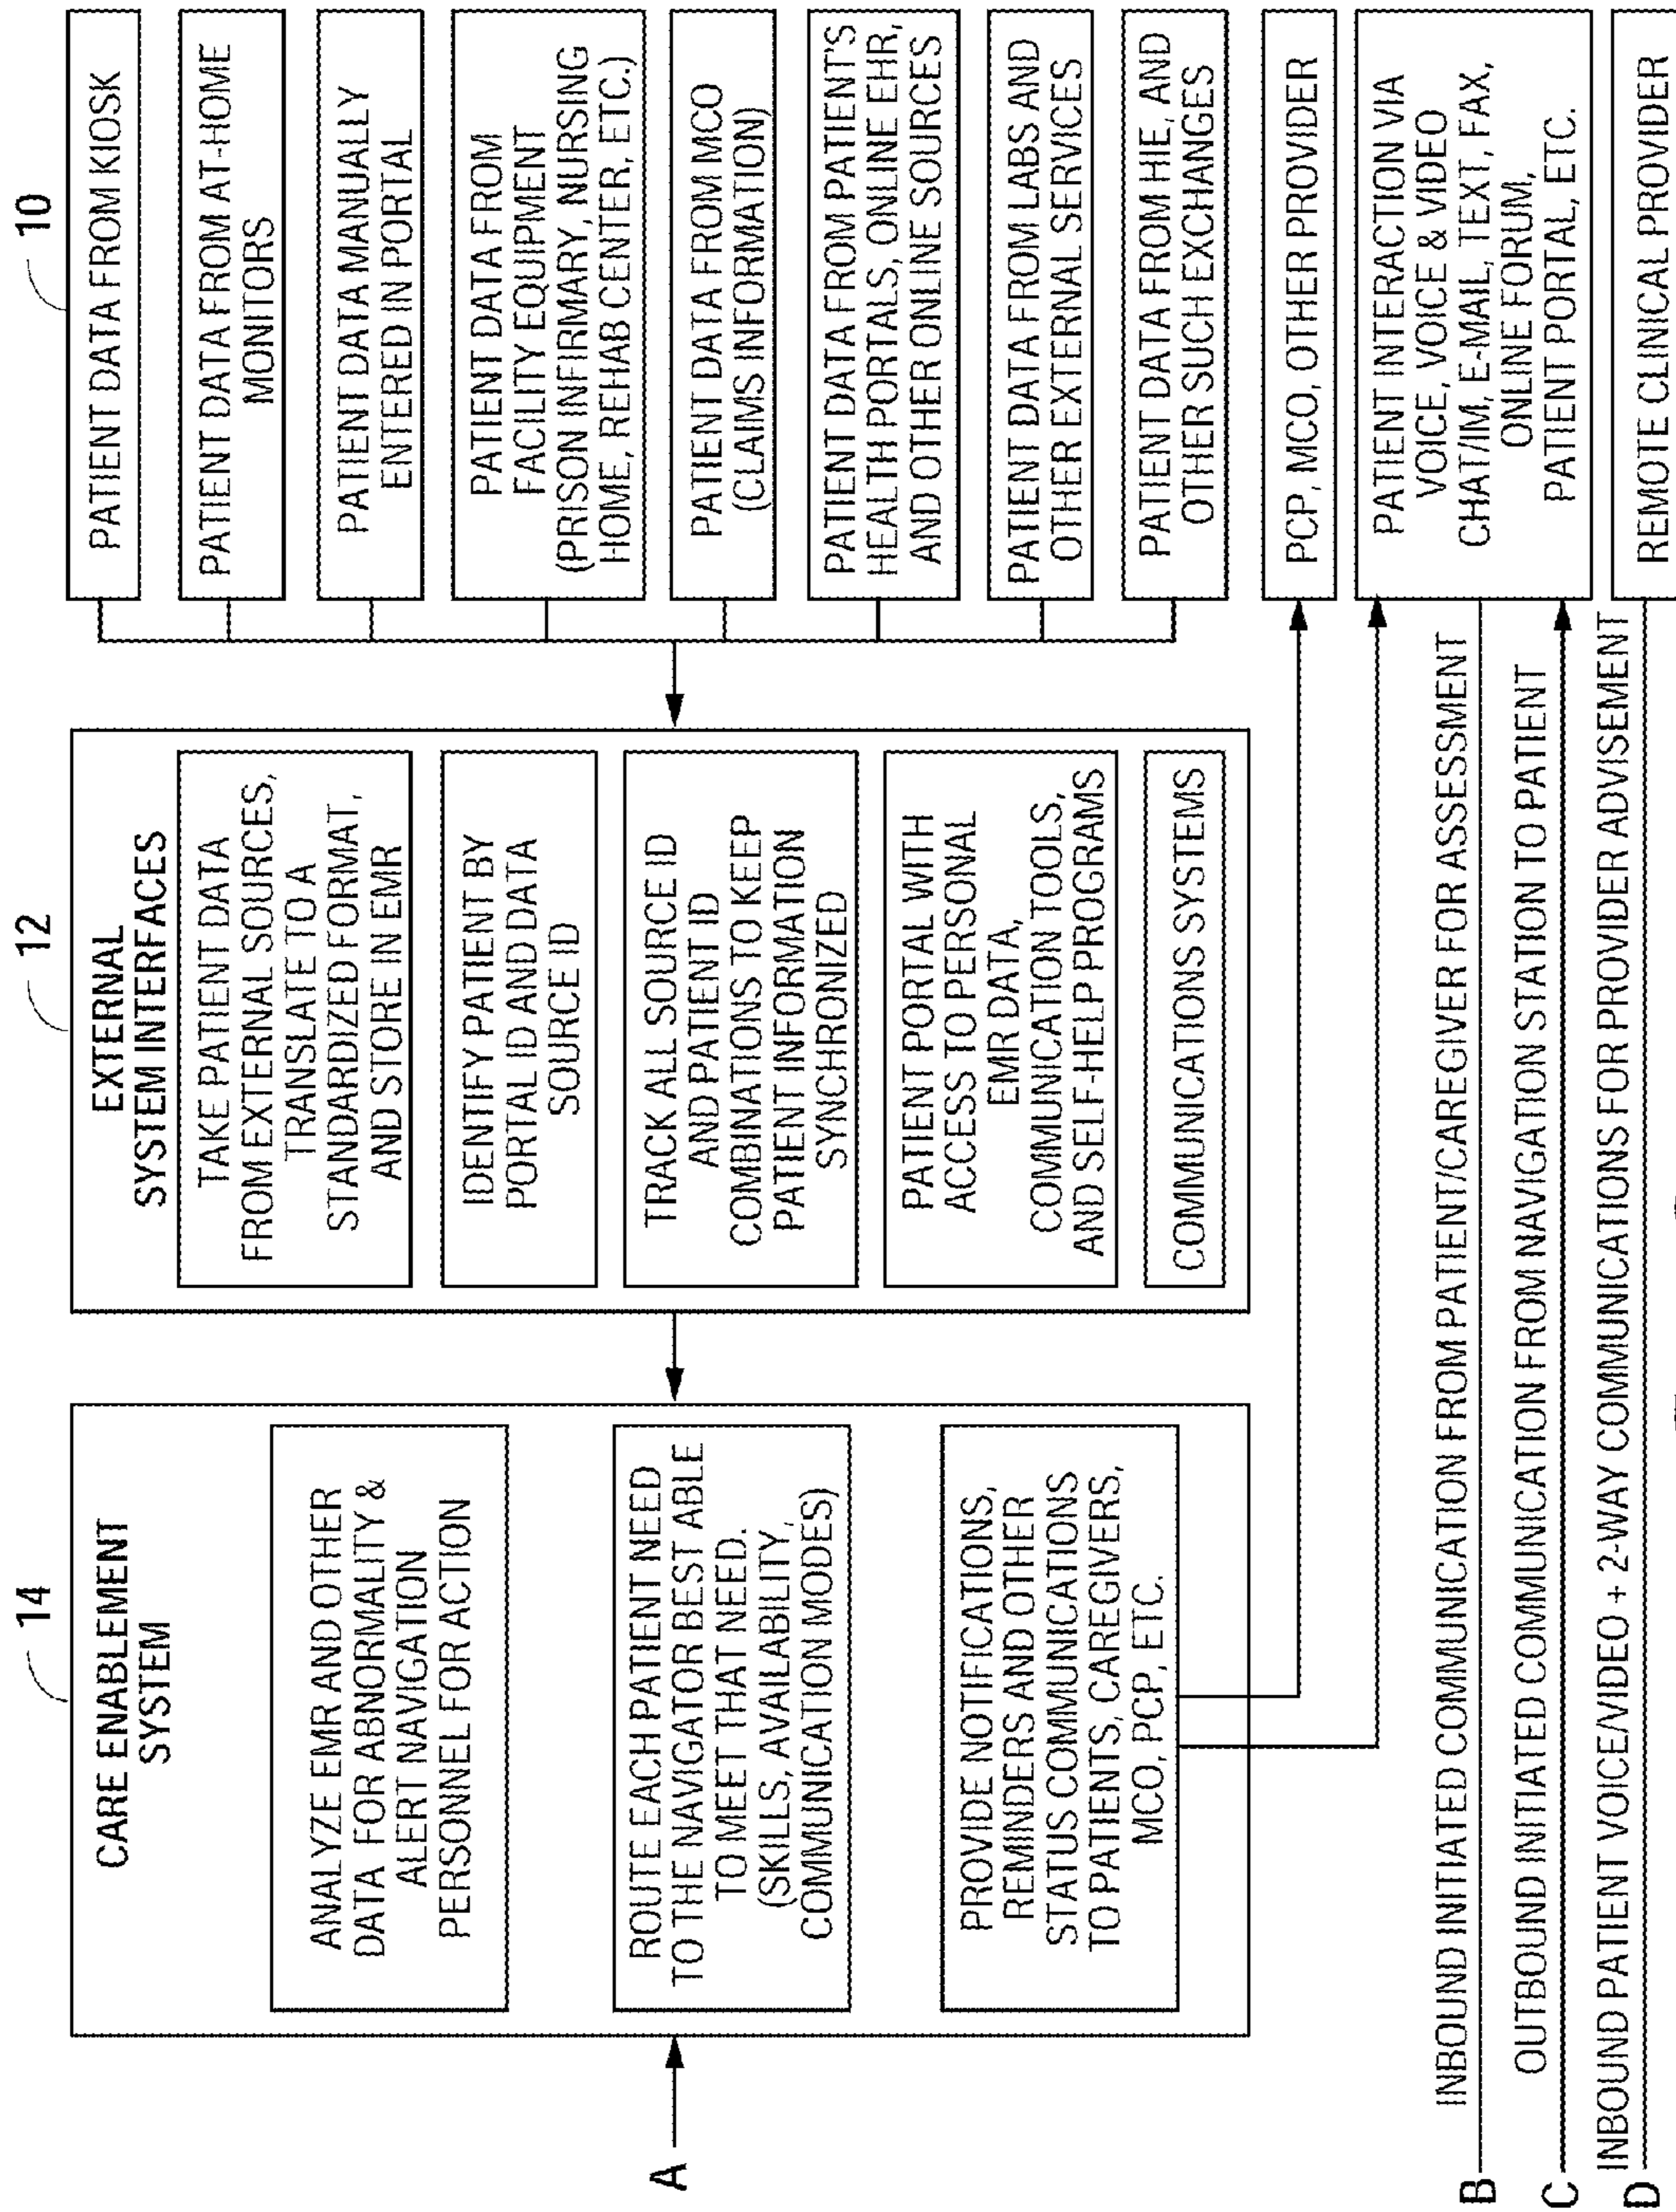 14
CARE ENABLEMENT
SYSTEM
ANALYZE EMR AND OTHER
DATA FOR ABNORMALITY &
ALERT NAVIGATION
PERSONNEL FOR ACTION
ROUTE EACH PATIENT NEED
TO THE NAVIGATOR BEST ABLE
TO MEET THAT NEED.
(SKILLS, AVAILABILITY,
COMMUNICATION MODES)
PROVIDE NOTIFICATIONS,
REMINDERS AND OTHER
STATUS COMMUNICATIONS
TO PATIENTS, CAREGIVERS,
MCO, PCP, ETC.
A
12
EXTERNAL
SYSTEM INTERFACES
TAKE PATIENT DATA
FROM EXTERNAL SOURCES,
TRANSLATE TO A
STANDARDIZED FORMAT,
AND STORE IN EMR
IDENTIFY PATIENT BY
PORTAL ID AND DATA
SOURCE ID
TRACK ALL SOURCE ID
AND PATIENT ID
COMBINATIONS TO KEEP
PATIENT INFORMATION
SYNCHRONIZED
PATIENT PORTAL WITH
ACCESS TO PERSONAL
EMR DATA,
COMMUNICATION TOOLS,
AND SELF-HELP PROGRAMS
COMMUNICATIONS SYSTEMS
10
PATIENT DATA FROM KIOSK
PATIENT DATA FROM AT-HOME
MONITORS
PATIENT DATA MANUALLY
ENTERED IN PORTAL
PATIENT DATA FROM
FACILITY EQUIPMENT
(PRISON INFIRMARY, NURSING
HOME, REHAB CENTER, ETC.)
PATIENT DATA FROM MCO
(CLAIMS INFORMATION)
PATIENT DATA FROM PATIENT'S
HEALTH PORTALS, ONLINE EHR,
AND OTHER ONLINE SOURCES
PATIENT DATA FROM LABS AND
OTHER EXTERNAL SERVICES
PATIENT DATA FROM HIE, AND
OTHER SUCH EXCHANGES
PCP, MCO, OTHER PROVIDER
PATIENT INTERACTION VIA
VOICE, VOICE & VIDEO
CHAT/IM, E-MAIL, TEXT, FAX,
ONLINE FORUM,
PATIENT PORTAL, ETC.
REMOTE CLINICAL PROVIDER
B
INBOUND INITIATED COMMUNICATION FROM PATIENT/CAREGIVER FOR ASSESSMENT
C
OUTBOUND INITIATED COMMUNICATION FROM NAVIGATION STATION TO PATIENT
D
INBOUND PATIENT VOICE/VIDEO + 2-WAY COMMUNICATIONS FOR PROVIDER ADVISEMENT